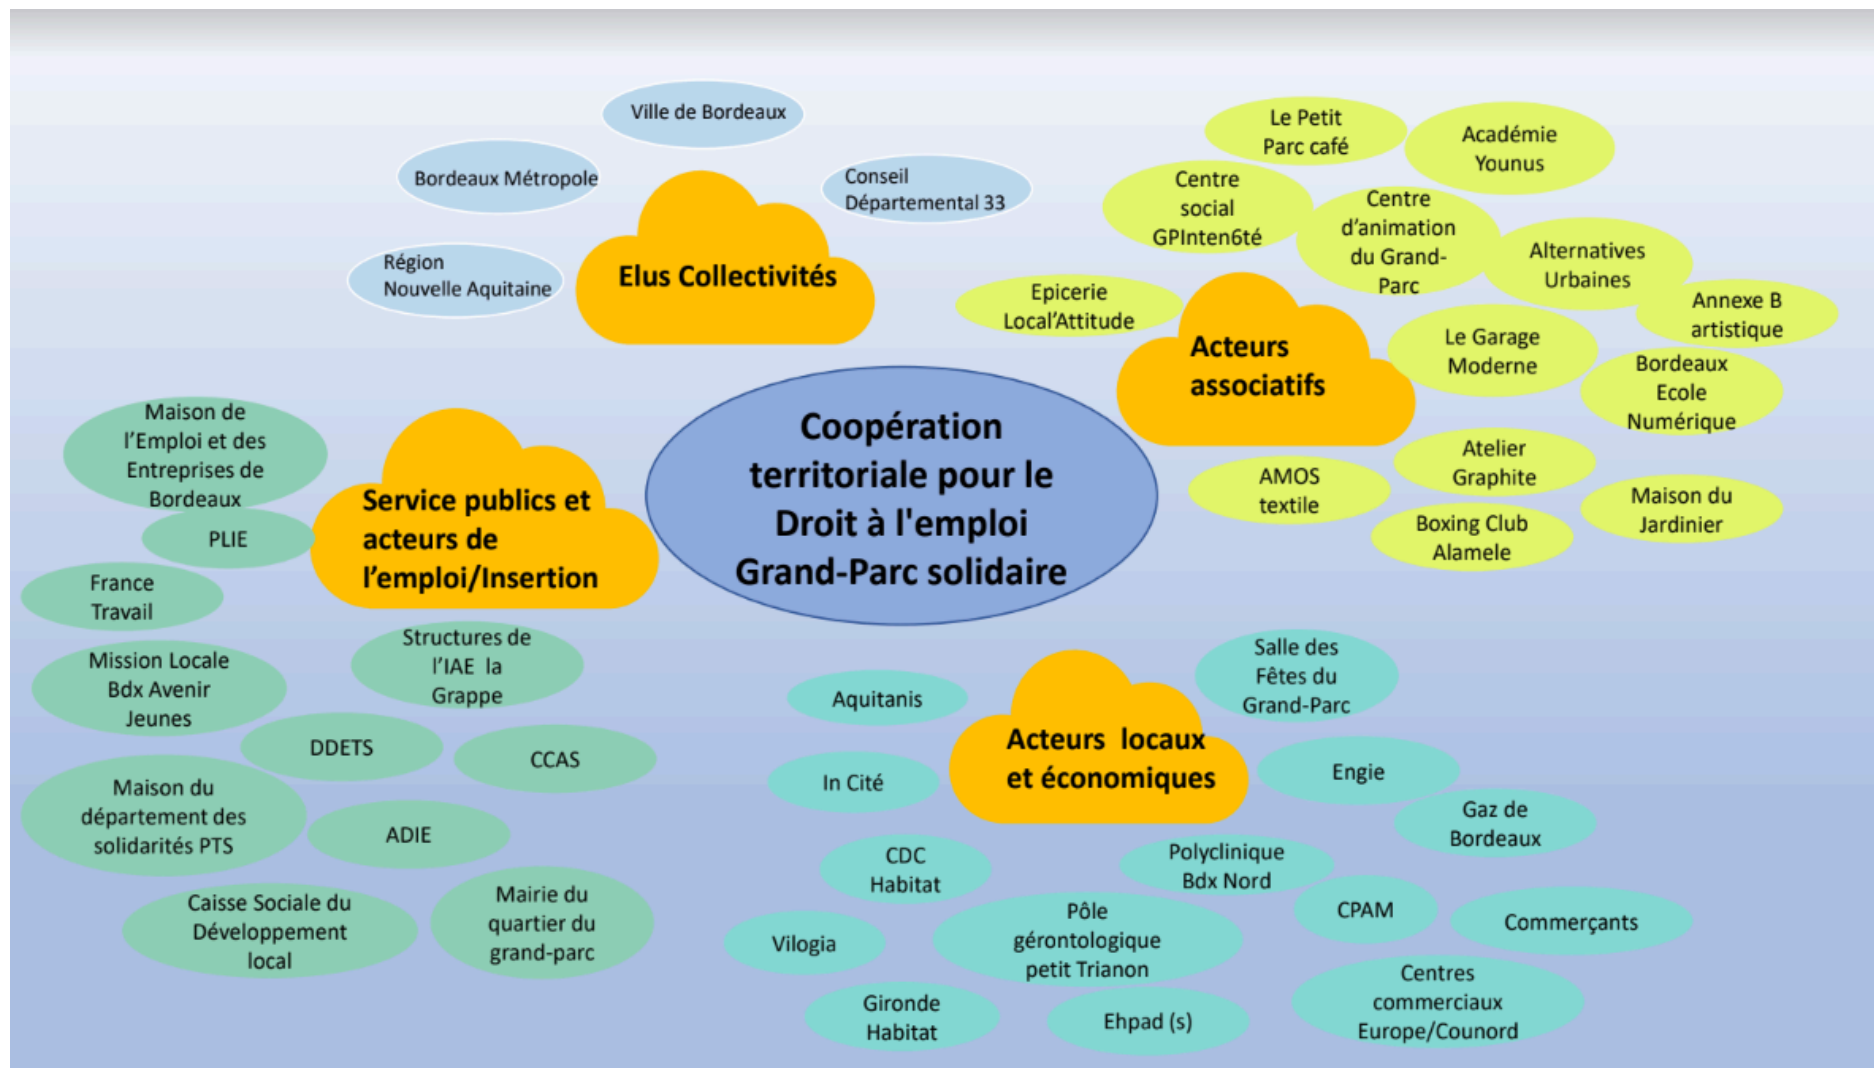 Ville de Bordeaux
Bordeaux Métropole
Conseil
Départemental 33
Région
Nouvelle Aquitaine
Elus Collectivités
Le Petit
Parc café
Académie
Younus
Centre
social
GPInten6té
Centre
d'animation
du Grand-
Parc
Alternatives
Urbaines
Annexe B
artistique
Epicerie
Local'Attitude
Acteurs
associatifs
Le Garage
Moderne
Bordeaux
Ecole
Numérique
Atelier
Graphite
AMOS
textile
Maison du
Jardinier
Boxing Club
Alamele
Coopération
territoriale pour le
Droit à l'emploi
Grand-Parc solidaire
Maison de
l'Emploi et des
Entreprises de
Bordeaux
PLIE
Service publics et
acteurs de
l'emploi/Insertion
France
Travail
Structures de
l'IAE la
Grappe
Mission Locale
Bdx Avenir
Jeunes
DDETS
CCAS
Maison du
département des
solidarités PTS
ADIE
Caisse Sociale du
Développement
local
Mairie du
quartier du
grand-parc
Salle des
Fêtes du
Grand-Parc
Aquitanis
Acteurs locaux
et économiques
In Cité
Engie
Gaz de
Bordeaux
CDC
Habitat
Polyclinique
Bdx Nord
CPAM
Commerçants
Vilogia
Pôle
gérontologique
petit Trianon
Centres
commerciaux
Europe/Counord
Gironde
Habitat
Ehpad (s)